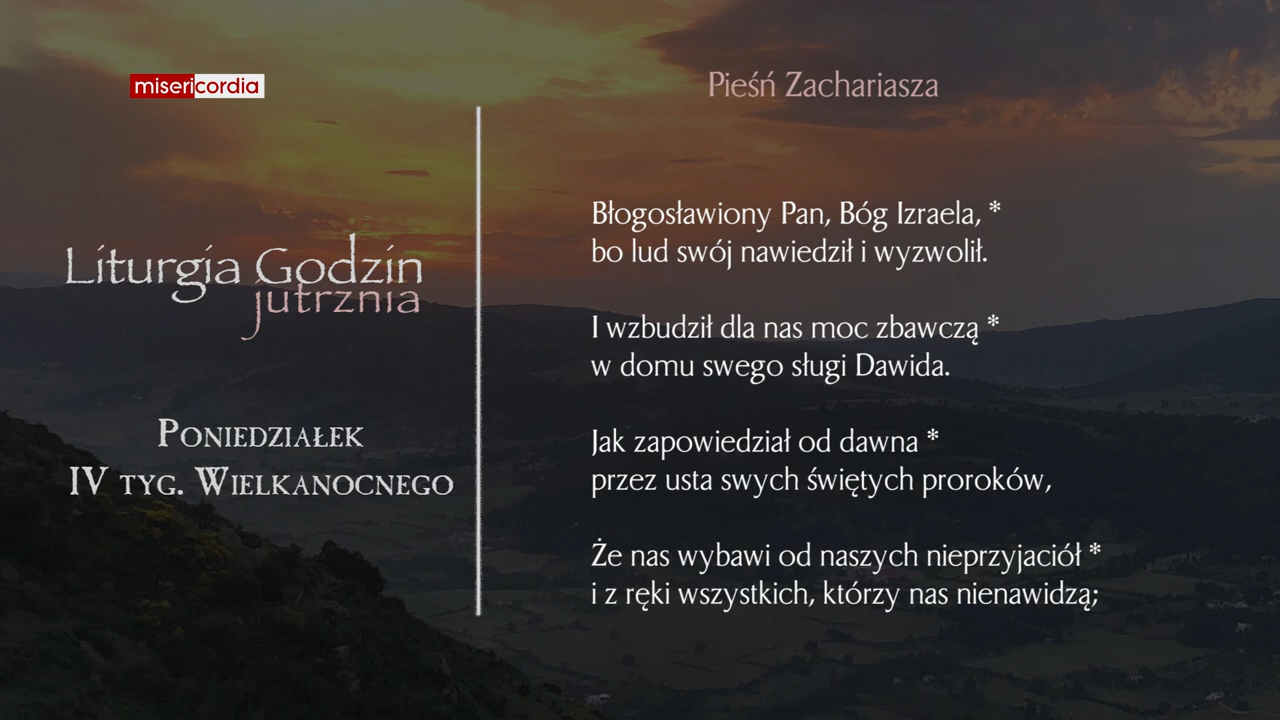 misericordia
Liturgia Godzin
jutrznia
Poniedziałek
IV tyg. Wielkanocnego
Pieśń Zachariasza
Błogosławiony Pan, Bóg Izraela, *
bo lud swój nawiedził i wyzwolił.
I wzbudził dla nas moc zbawczą *
w domu swego sługi Dawida.
Jak zapowiedział od dawna *
przez usta swych świętych proroków,
Że nas wybawi od naszych nieprzyjaciół *
i z ręki wszystkich, którzy nas nienawidzą;